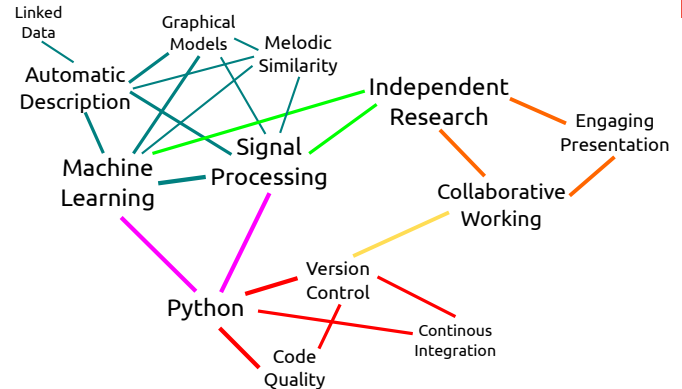 Linked
Data
Graphical
Models
Melodic
Similarity
Automatic
Description
Independent
Research
Engaging
Presentation
Signal
Processing
Machine
Learning
Collaborative
Working
Version
Control
Python
Continous
Integration
Code
Quality